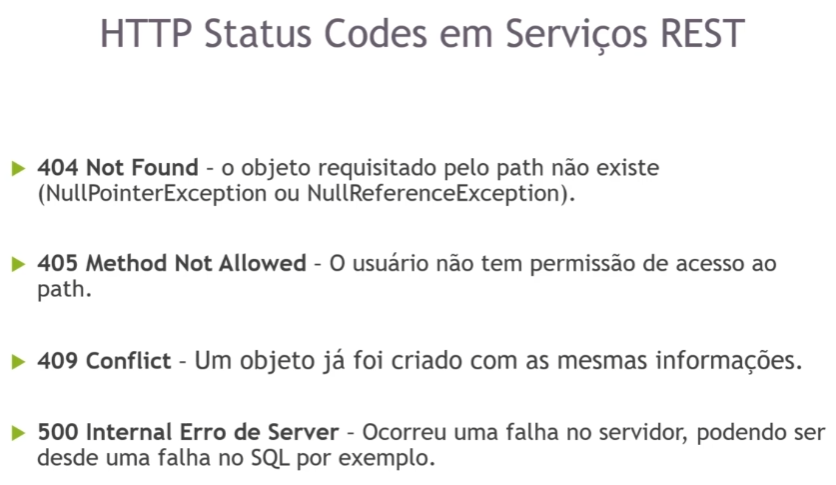 HTTP Status Codes em Serviços REST
404 Not Found – o objeto requisitado pelo path não existe
(NullPointerException ou NullReferenceException).
405 Method Not Allowed – O usuário não tem permissão de acesso ao
path.
409 Conflict – Um objeto já foi criado com as mesmas informações.
500 Internal Erro de Server – Ocorreu uma falha no servidor, podendo ser
desde uma falha no SQL por exemplo.